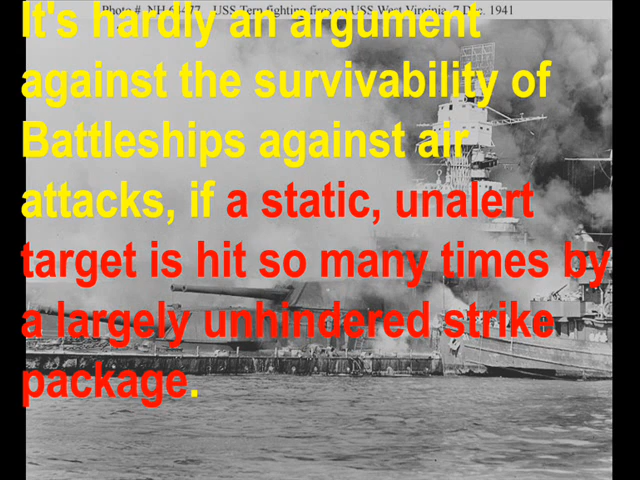 Photo # NH 64477 USS Tern fighting fires on USS West Virginia, 7 Dec. 1941
It's hardly an argument
against the survivability of
Battleships against air
attacks, if a static, unalert
target is hit so many times by
a largely unhindered strike
package.